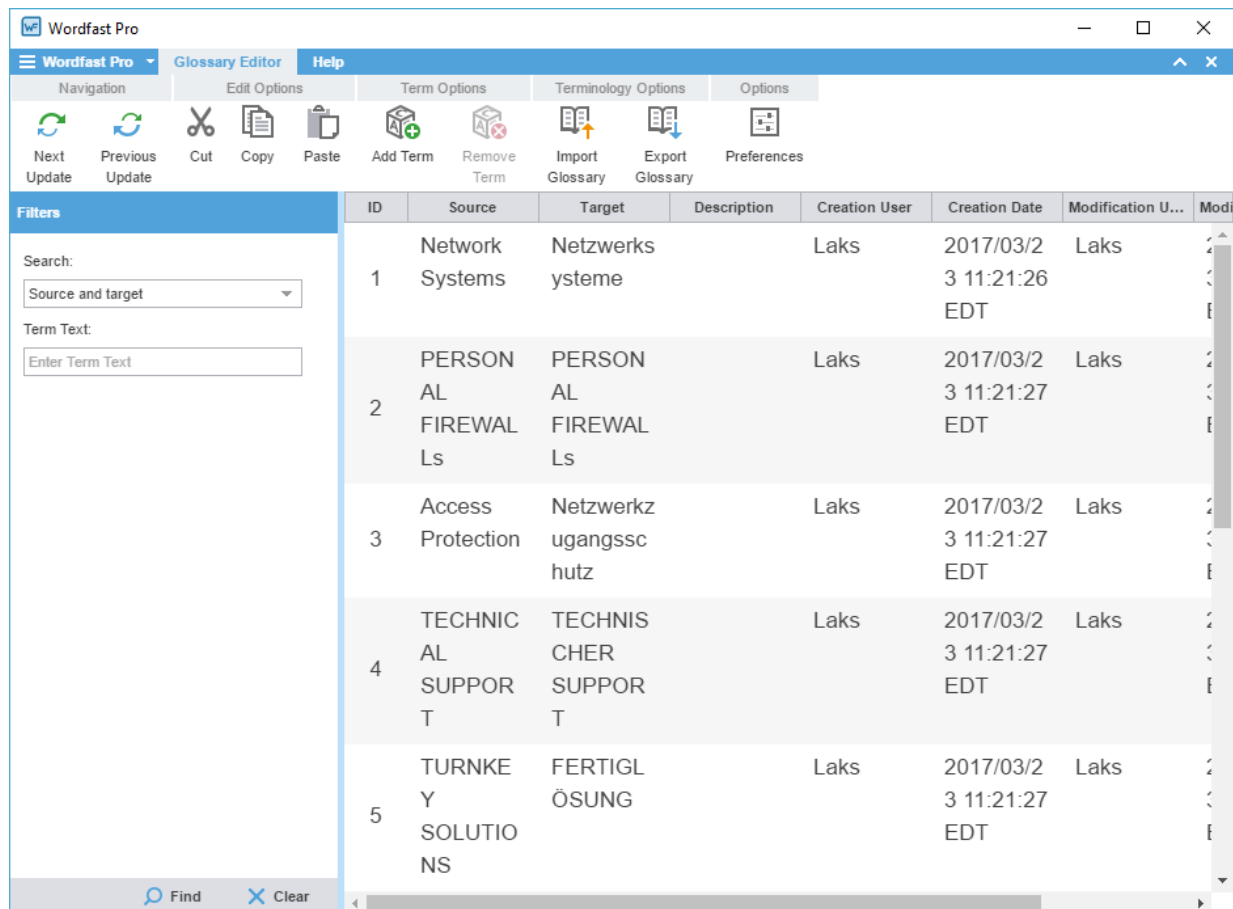 WF Wordfast Pro
Wordfast Pro Glossary Editor Help
Navigation Edit Options Term Options Terminology Options Options
Next Update
Previous Update
Cut
Copy
Paste
Add Term
Remove Term
Import Glossary
Export Glossary
Preferences
Filters
Search:
Source and target
Term Text:
Enter Term Text
Find Clear
ID Source Target Description Creation User Creation Date Modification U... Modi
1
Network
Systems
Netzwerks
ysteme
Laks
2017/03/2
3 11:21:26
EDT
Laks
2
PERSON
AL
FIREWAL
Ls
PERSON
AL
FIREWAL
Ls
Laks
2017/03/2
3 11:21:27
EDT
Laks
3
Access
Protection
Netzwerkz
ugangssc
hutz
Laks
2017/03/2
3 11:21:27
EDT
Laks
4
TECHNIC
AL
SUPPOR
T
TECHNIS
CHER
SUPPOR
T
Laks
2017/03/2
3 11:21:27
EDT
Laks
5
TURNKE
Y
SOLUTIO
NS
FERTIGL
ÖSUNG
Laks
2017/03/2
3 11:21:27
EDT
Laks